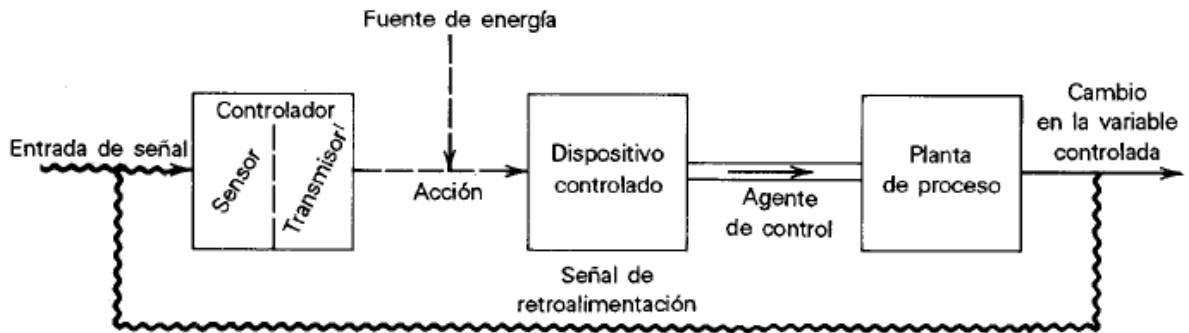 Fuente de energía
Controlador
Sensor
Transmisor/
Entrada de señal
Acción
Dispositivo
controlado
Agente
de control
Planta
de proceso
Cambio
en la variable
controlada
Señal de
retroalimentación